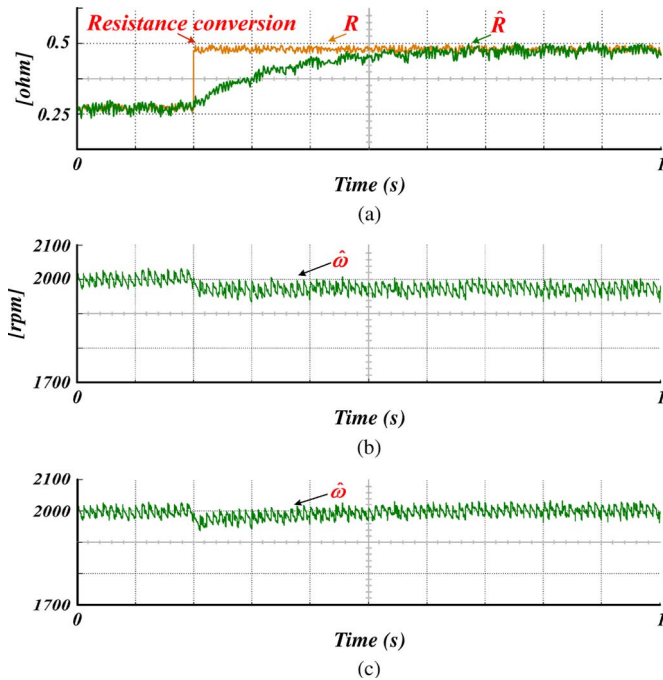 Resistance conversion R R̂
0.5
[ohm]
0.25
0 1
Time (s)
(a)
2100
ω̂
2000
[rpm]
1700
0 1
Time (s)
(b)
2100
ω̂
2000
1700
0 1
Time (s)
(c)